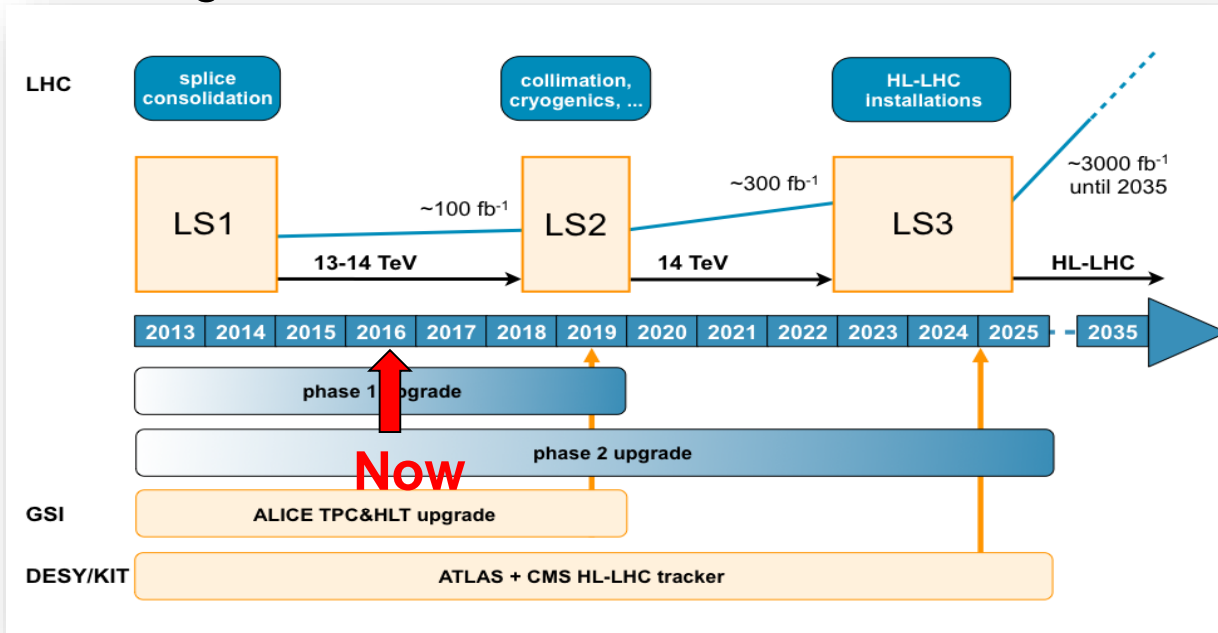 LHC
splice
consolidation
collimation,
cryogenics, ...
HL-LHC
installations
LS1
~100 fb⁻¹
LS2
~300 fb⁻¹
LS3
~3000 fb⁻¹
until 2035
13-14 TeV
14 TeV
HL-LHC
2013 2014 2015 2016 2017 2018 2019 2020 2021 2022 2023 2024 2025 2035
phase 1 pgrade
phase 2 upgrade
Now
GSI
ALICE TPC&HLT upgrade
DESY/KIT
ATLAS + CMS HL-LHC tracker